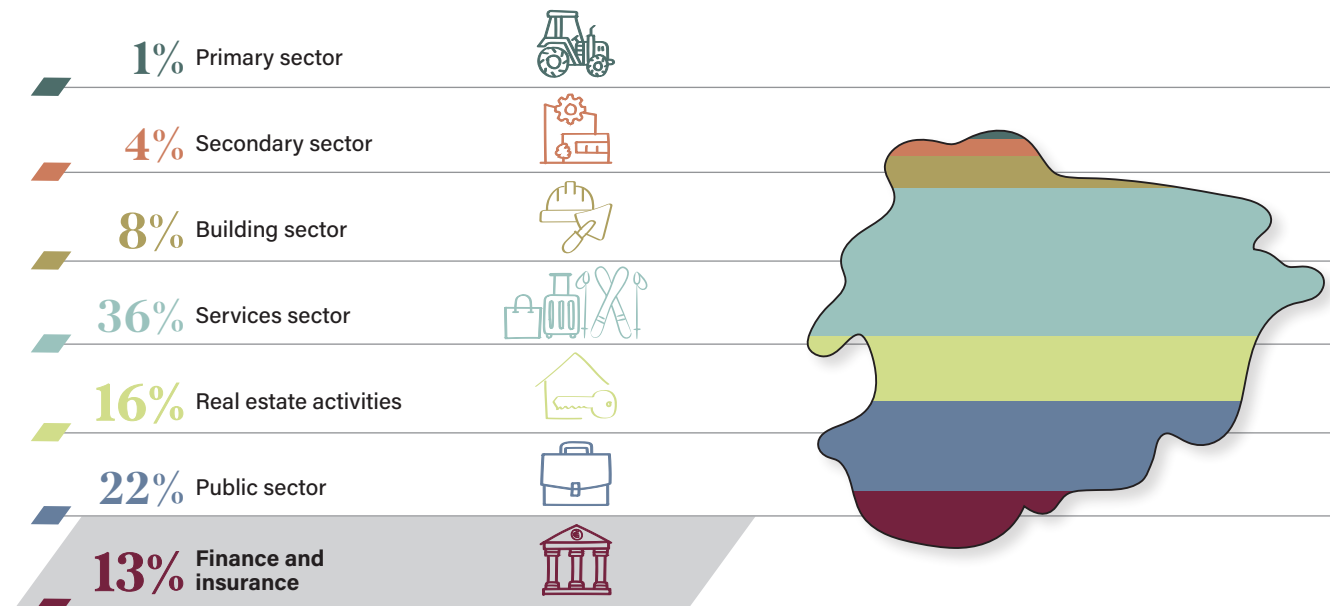 1% Primary sector
4% Secondary sector
8% Building sector
36% Services sector
16% Real estate activities
22% Public sector
13% Finance and
insurance